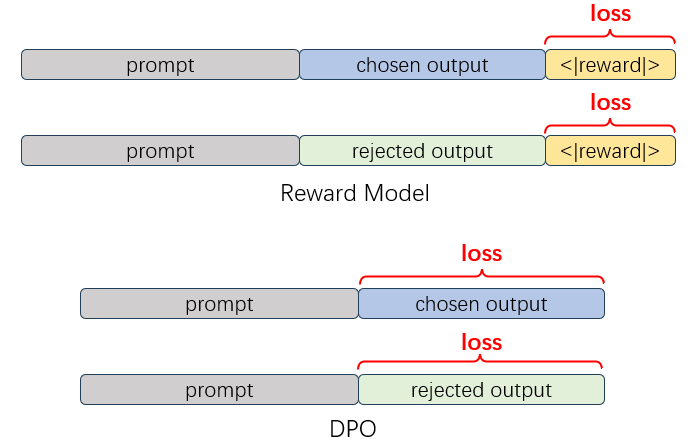 loss
prompt chosen output <|reward|>
loss
prompt rejected output <|reward|>
Reward Model
loss
prompt chosen output
loss
prompt rejected output
DPO